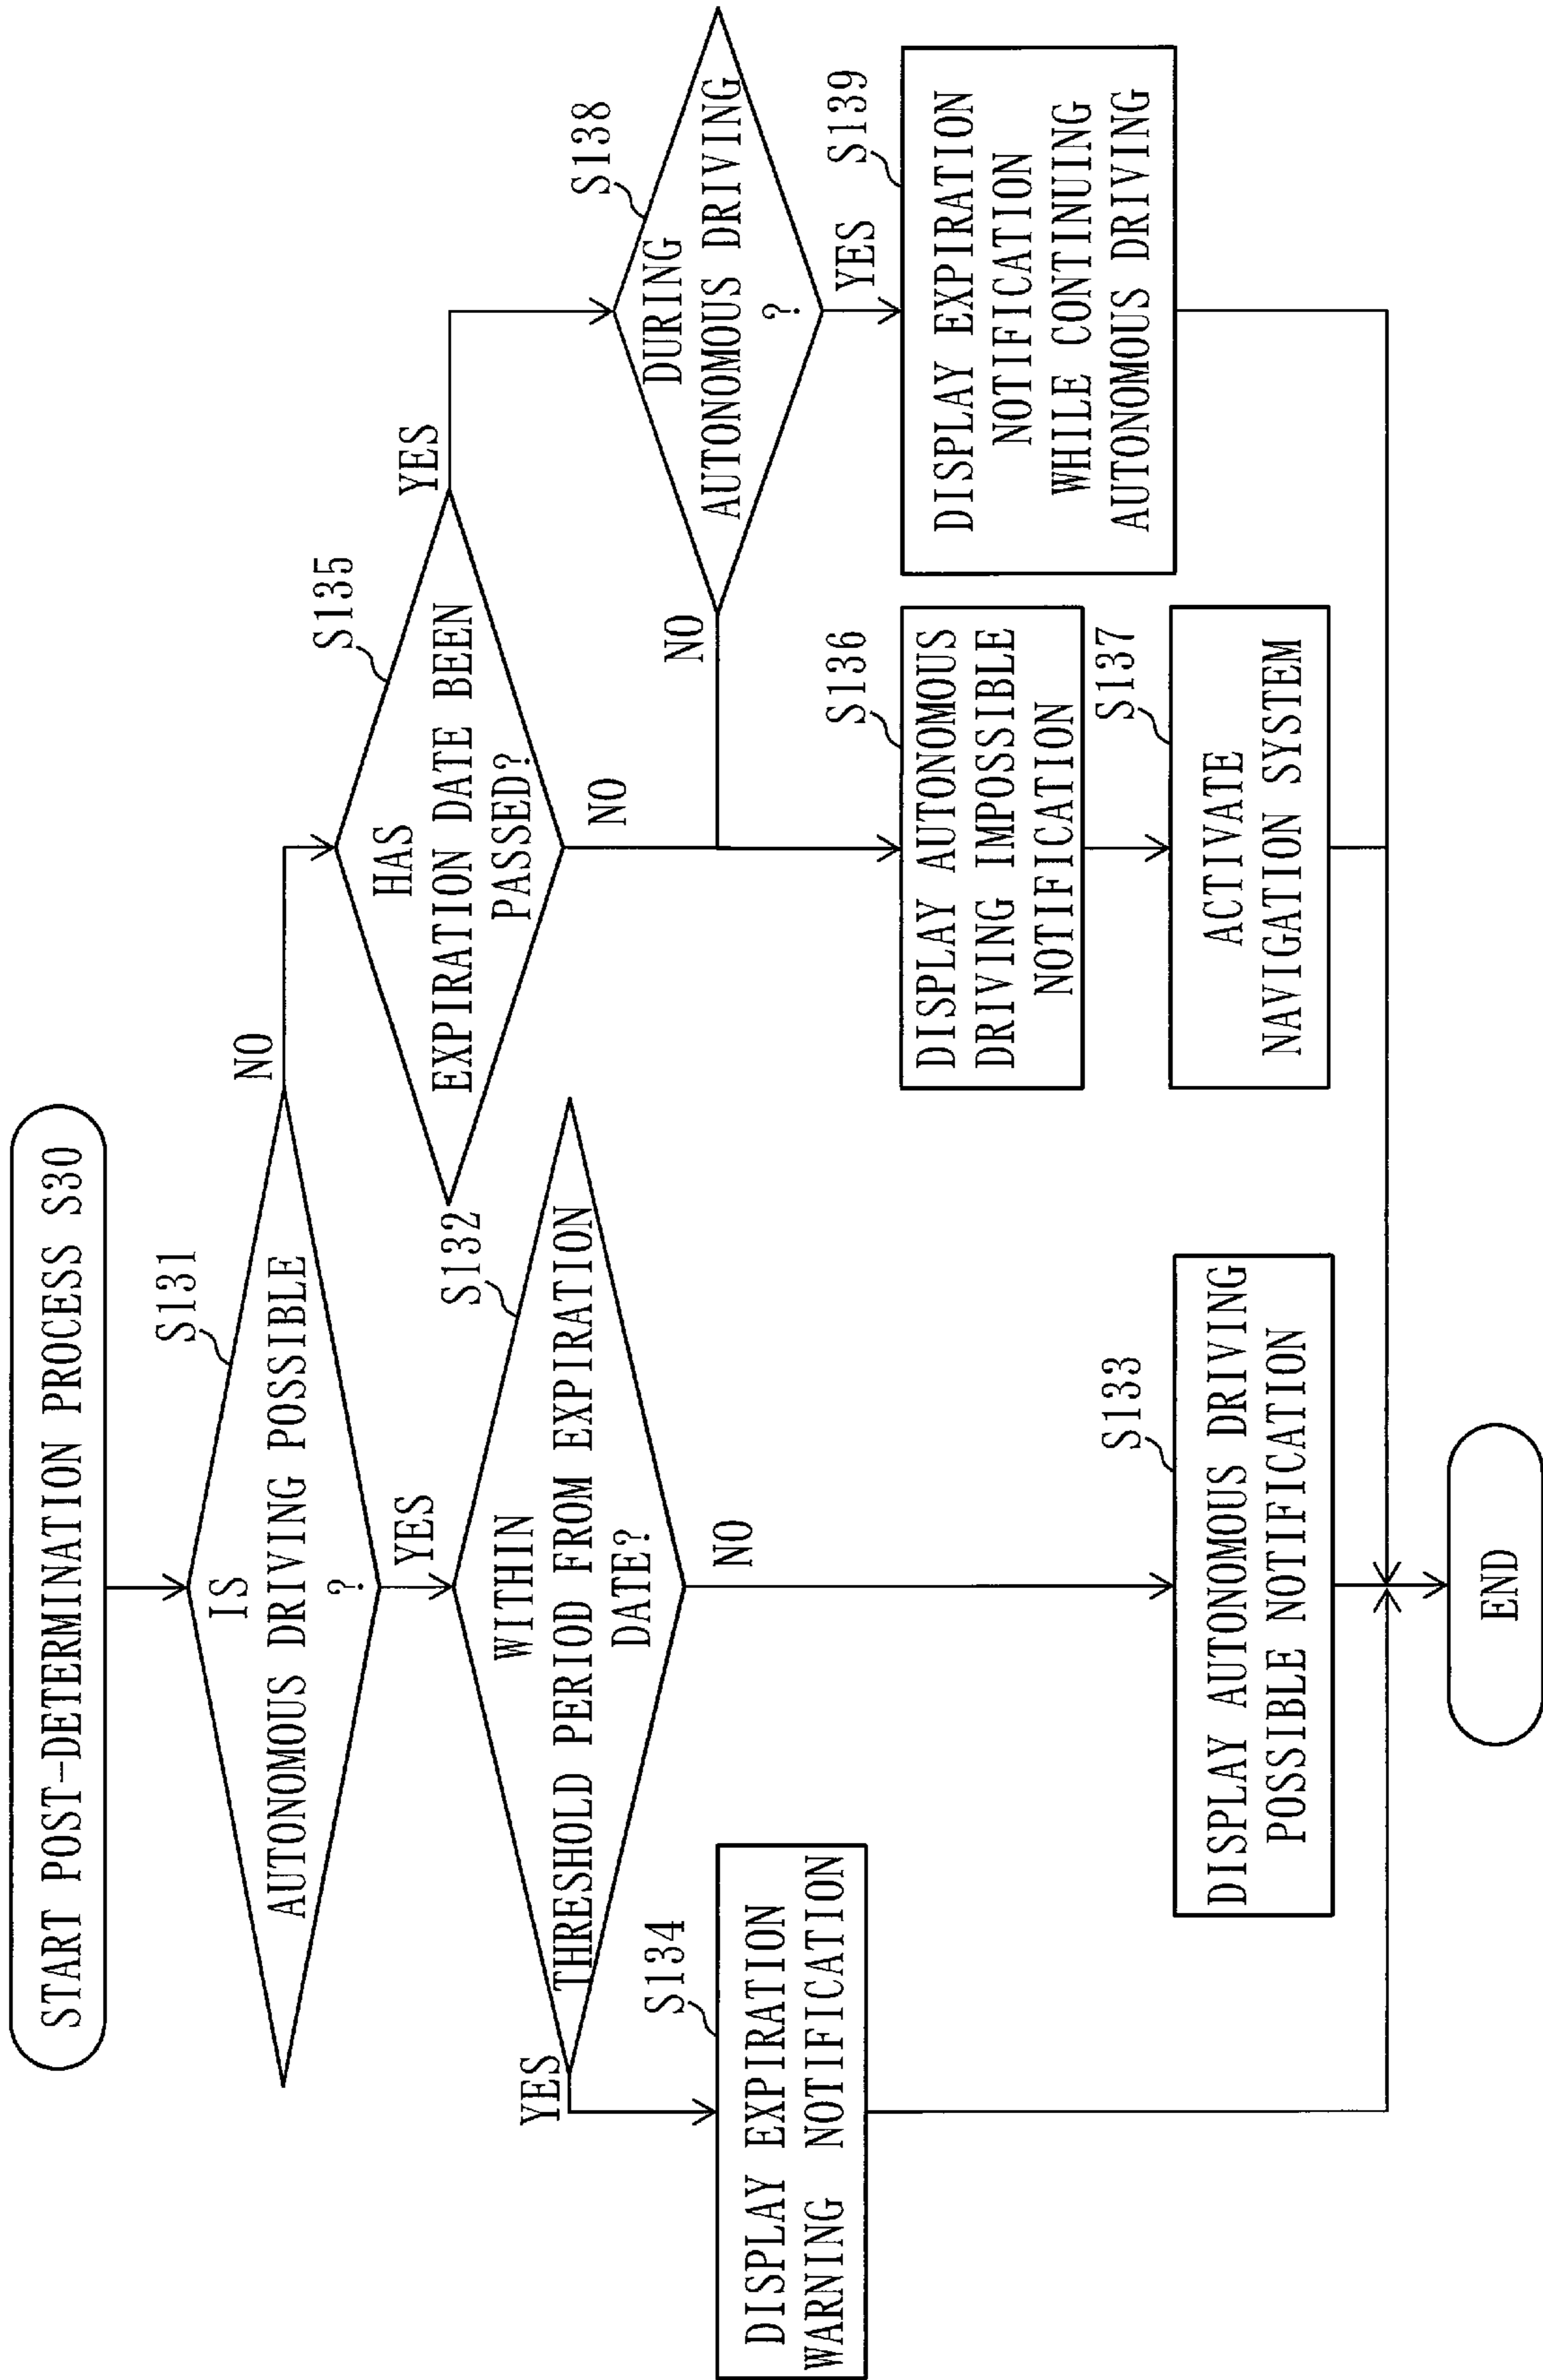 START POST-DETERMINATION PROCESS S30
S131
IS
AUTONOMOUS DRIVING POSSIBLE
?
NO
YES
S132
WITHIN
THRESHOLD PERIOD FROM EXPIRATION
DATE?
YES
NO
S134
DISPLAY EXPIRATION
WARNING NOTIFICATION
S133
DISPLAY AUTONOMOUS DRIVING
POSSIBLE NOTIFICATION
S135
HAS
EXPIRATION DATE BEEN
PASSED?
YES
NO
S138
DURING
AUTONOMOUS DRIVING
?
NO
YES
S136
DISPLAY AUTONOMOUS
DRIVING IMPOSSIBLE
NOTIFICATION
S137
ACTIVATE
NAVIGATION SYSTEM
S139
DISPLAY EXPIRATION
NOTIFICATION
WHILE CONTINUING
AUTONOMOUS DRIVING
END